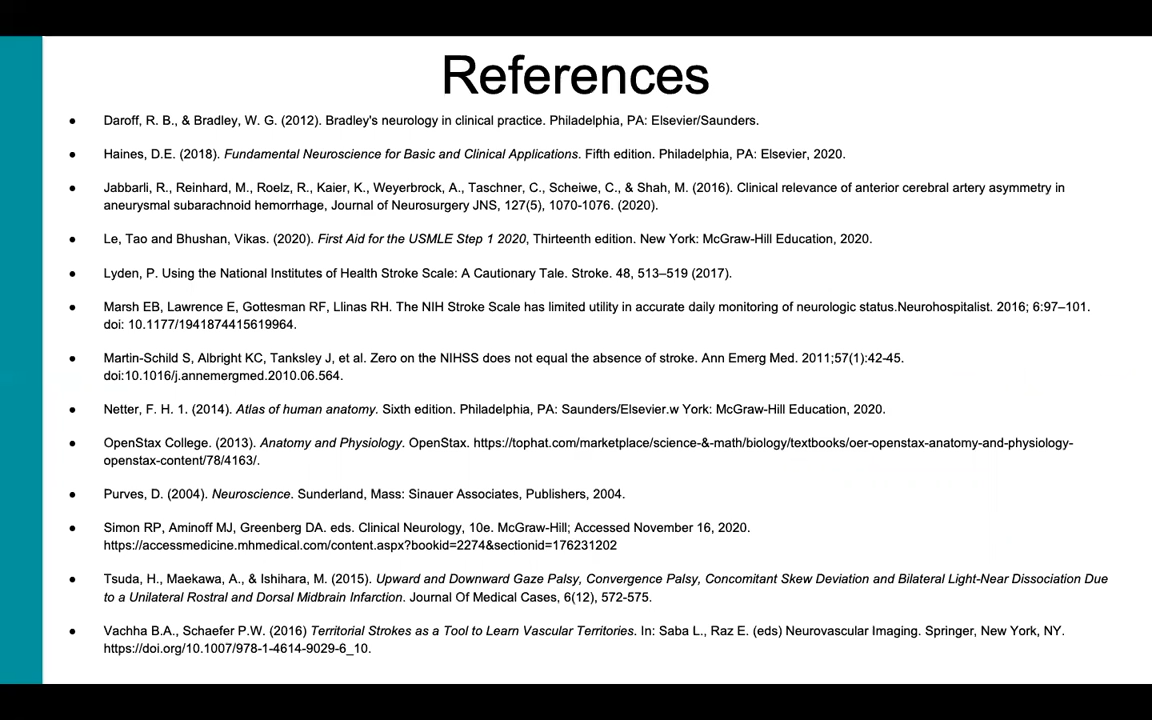 References
● Daroff, R. B., & Bradley, W. G. (2012). Bradley's neurology in clinical practice. Philadelphia, PA: Elsevier/Saunders.
● Haines, D.E. (2018). Fundamental Neuroscience for Basic and Clinical Applications. Fifth edition. Philadelphia, PA: Elsevier, 2020.
● Jabbarli, R., Reinhard, M., Roelz, R., Kaier, K., Weyerbrock, A., Taschner, C., Scheiwe, C., & Shah, M. (2016). Clinical relevance of anterior cerebral artery asymmetry in
aneurysmal subarachnoid hemorrhage, Journal of Neurosurgery JNS, 127(5), 1070-1076. (2020).
● Le, Tao and Bhushan, Vikas. (2020). First Aid for the USMLE Step 1 2020, Thirteenth edition. New York: McGraw-Hill Education, 2020.
● Lyden, P. Using the National Institutes of Health Stroke Scale: A Cautionary Tale. Stroke. 48, 513–519 (2017).
● Marsh EB, Lawrence E, Gottesman RF, Llinas RH. The NIH Stroke Scale has limited utility in accurate daily monitoring of neurologic status.Neurohospitalist. 2016; 6:97–101.
doi: 10.1177/1941874415619964.
● Martin-Schild S, Albright KC, Tanksley J, et al. Zero on the NIHSS does not equal the absence of stroke. Ann Emerg Med. 2011;57(1):42-45.
doi:10.1016/j.annemergmed.2010.06.564.
● Netter, F. H. 1. (2014). Atlas of human anatomy. Sixth edition. Philadelphia, PA: Saunders/Elsevier.w York: McGraw-Hill Education, 2020.
● OpenStax College. (2013). Anatomy and Physiology. OpenStax. https://tophat.com/marketplace/science-&-math/biology/textbooks/oer-openstax-anatomy-and-physiology-
openstax-content/78/4163/.
● Purves, D. (2004). Neuroscience. Sunderland, Mass: Sinauer Associates, Publishers, 2004.
● Simon RP, Aminoff MJ, Greenberg DA. eds. Clinical Neurology, 10e. McGraw-Hill; Accessed November 16, 2020.
https://accessmedicine.mhmedical.com/content.aspx?bookid=2274&sectionid=176231202
● Tsuda, H., Maekawa, A., & Ishihara, M. (2015). Upward and Downward Gaze Palsy, Convergence Palsy, Concomitant Skew Deviation and Bilateral Light-Near Dissociation Due
to a Unilateral Rostral and Dorsal Midbrain Infarction. Journal Of Medical Cases, 6(12), 572-575.
● Vachha B.A., Schaefer P.W. (2016) Territorial Strokes as a Tool to Learn Vascular Territories. In: Saba L., Raz E. (eds) Neurovascular Imaging. Springer, New York, NY.
https://doi.org/10.1007/978-1-4614-9029-6_10.